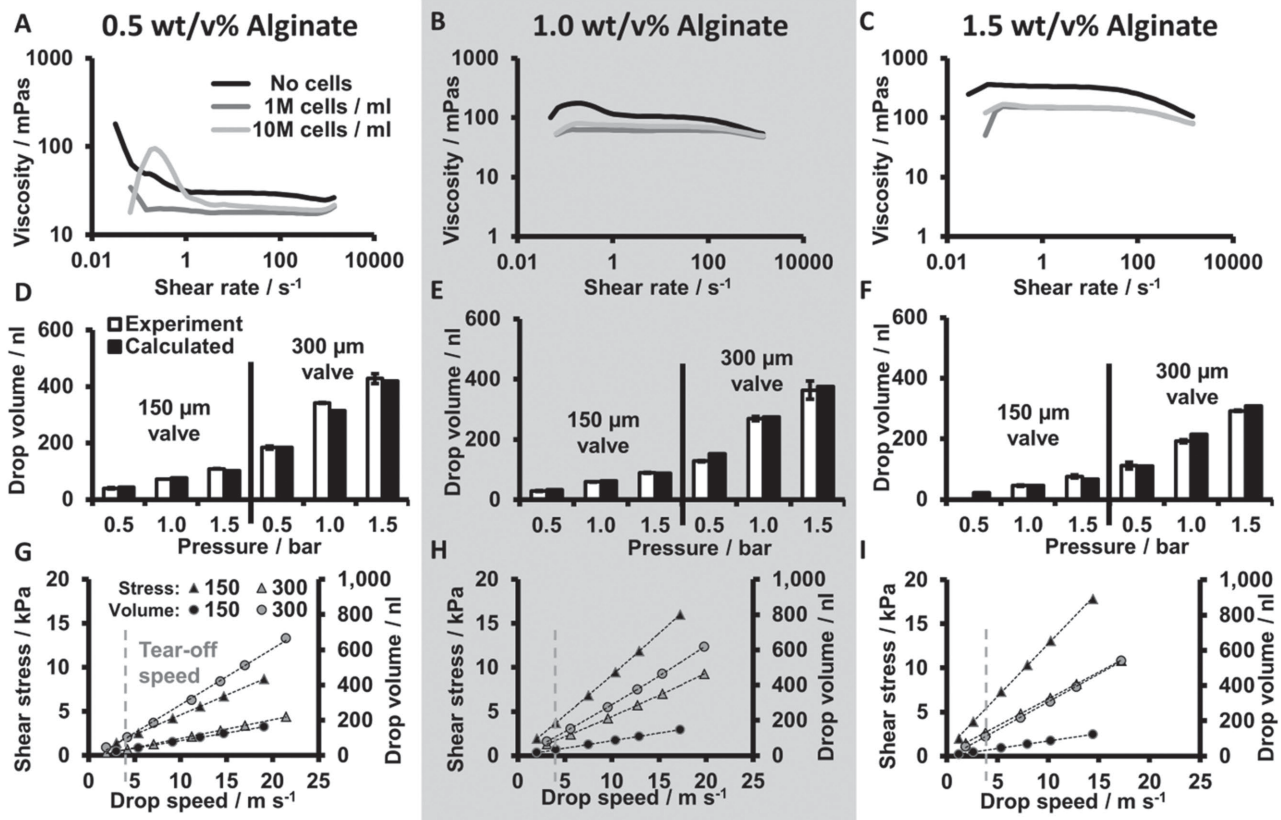 A 0.5 wt/v% Alginate
Viscosity / mPas
1000
100
10
No cells
1M cells / ml
10M cells / ml
0.01 1 100 10000
Shear rate / s-1
B 1.0 wt/v% Alginate
Viscosity / mPas
1000
100
10
1
0.01 1 100 10000
Shear rate / s-1
C 1.5 wt/v% Alginate
Viscosity / mPas
1000
100
10
1
0.01 1 100 10000
Shear rate / s-1
D
Drop volume / nl
600
400
200
0
Experiment
Calculated
150 µm
valve
300 µm
valve
0.5 1.0 1.5 0.5 1.0 1.5
Pressure / bar
E
Drop volume / nl
600
400
200
0
150 µm
valve
300 µm
valve
0.5 1.0 1.5 0.5 1.0 1.5
Pressure / bar
F
Drop volume / nl
600
400
200
0
150 µm
valve
300 µm
valve
0.5 1.0 1.5 0.5 1.0 1.5
Pressure / bar
G
Shear stress / kPa
20
15
10
5
0
Stress: 150 300
Volume: 150 300
Tear-off
speed
1,000
800
600
400
200
0
Drop volume / nl
0 5 10 15 20 25
Drop speed / m s-1
H
Shear stress / kPa
20
15
10
5
0
1,000
800
600
400
200
0
Drop volume / nl
0 5 10 15 20 25
Drop speed / m s-1
I
Shear stress / kPa
20
15
10
5
0
1,000
800
600
400
200
0
Drop volume / nl
0 5 10 15 20 25
Drop speed / m s-1